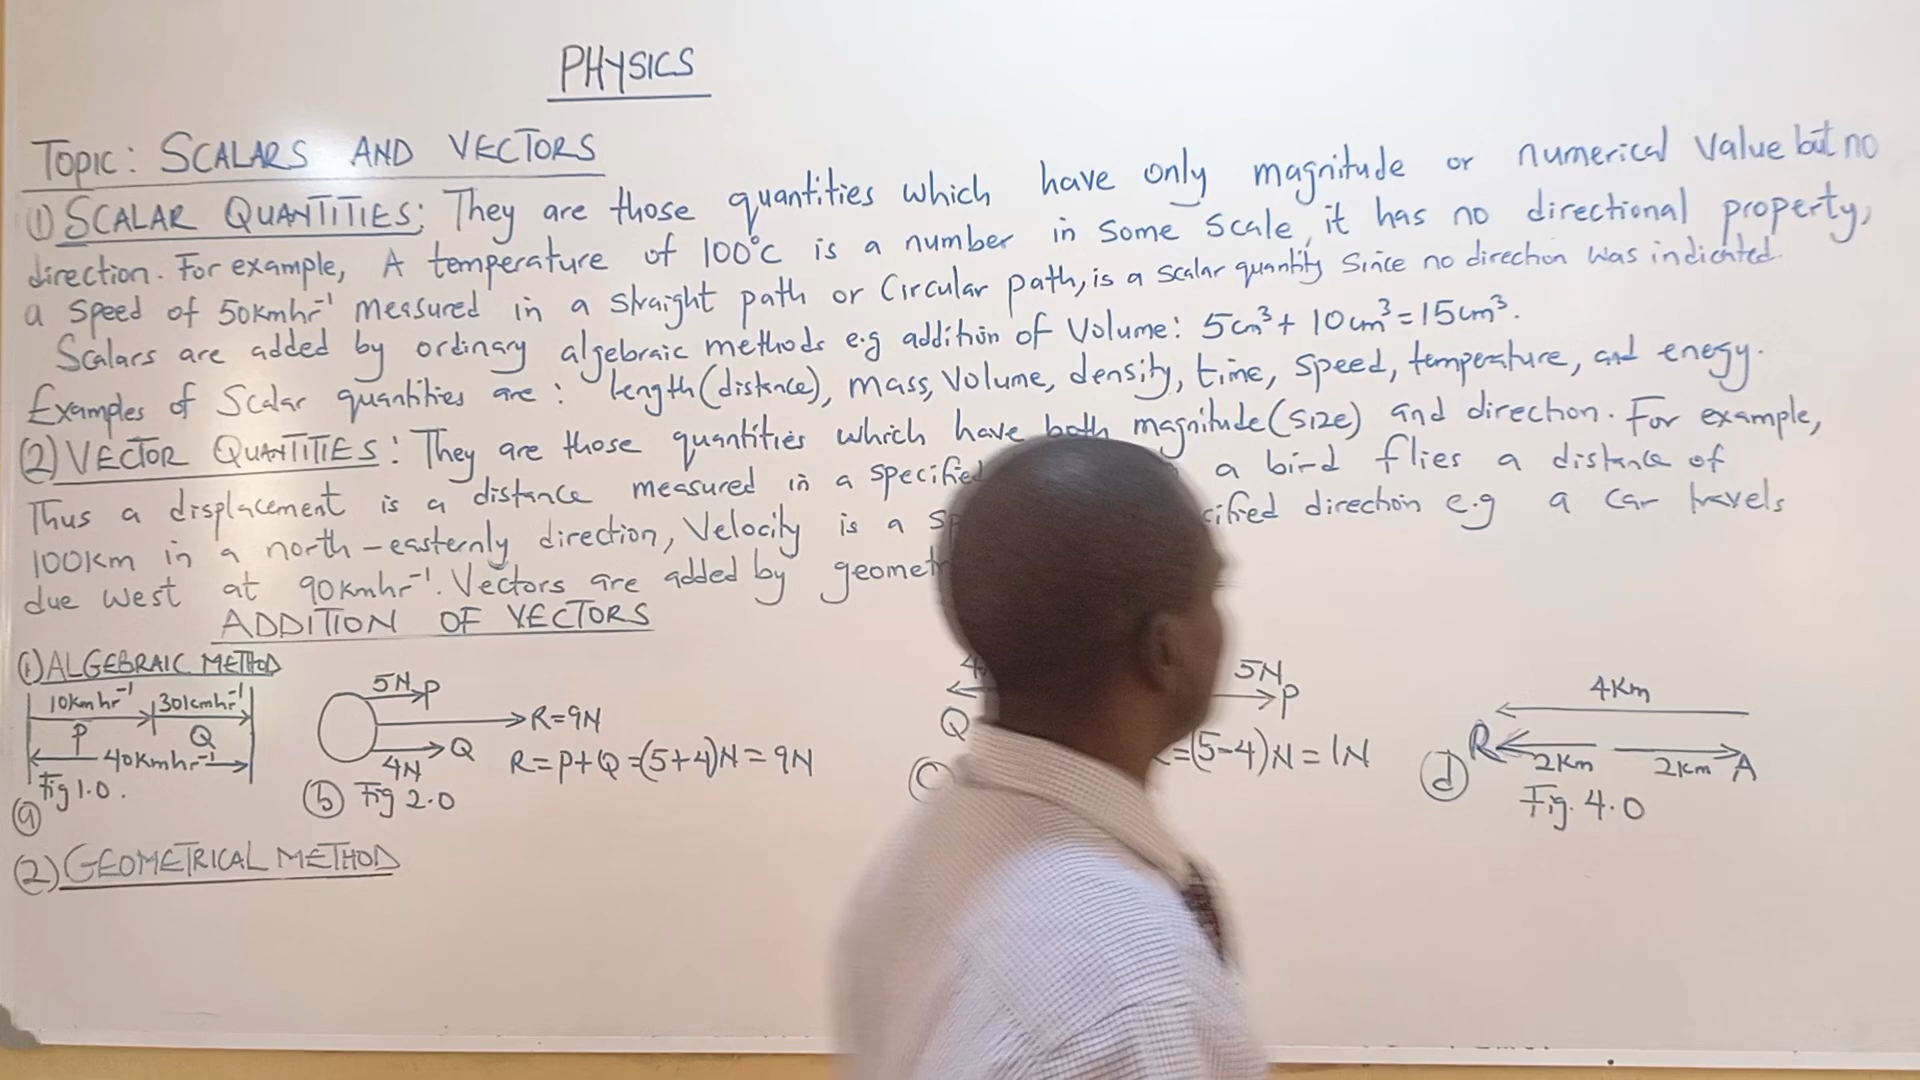 PHYSICS
TOPIC: SCALARS AND VECTORS
1) SCALAR QUANTITIES: They are those quantities which have only magnitude or numerical value but no
direction. For example, A temperature of 100°C is a number in some scale, it has no directional property,
a speed of 50kmhr⁻¹ measured in a straight path or Circular path, is a scalar quantity since no direction was indicated.
Scalars are added by ordinary algebraic methods e.g addition of Volume: 5cm³ + 10cm³ = 15cm³.
Examples of Scalar quantities are: length (distance), mass, Volume, density, time, speed, temperature, and enegy.
(2) VECTOR QUANTITIES: They are those quantities which have both magnitude (size) and direction. For example,
Thus a displacement is a distance measured in a specified a bird flies a distance of
100km in a north-easternly direction, Velocity is a direction e.g a car travels
due west at 90kmhr⁻¹. Vectors are added by
ADDITION OF VECTORS
(1) ALGEBRAIC METHOD
10kmhr⁻¹ 30kmhr⁻¹
P Q
40kmhr⁻¹
Fig 1.0.
(a)
5N P
R=9N
4N Q
R=P+Q=(5+4)N=9N
(b) Fig 2.0
5N
Q P
(c) =(5-4)N=1N
4Km
R 2Km 2Km A
(d) Fig. 4.0
(2) GEOMETRICAL METHOD